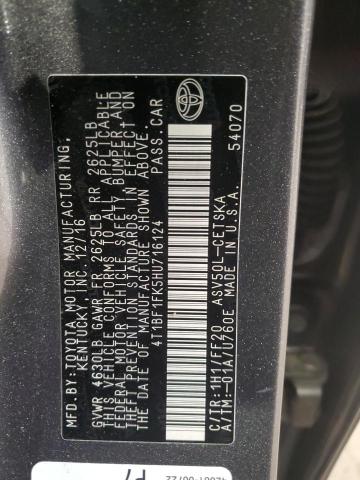 MFD.BY:TOYOTA MOTOR MANUFACTURING,
KENTUCKY, INC. 12/16
GVWR 4630LB GAWR FR 2625LB RR 2625LB
THIS VEHICLE CONFORMS TO ALL APPLICABLE
FEDERAL MOTOR VEHICLE SAFETY BUMPER, AND
THEFT PREVENTION STANDARDS IN EFFECT ON
THE DATE OF MANUFACTURE SHOWN ABOVE.
4T1BF1FK5HU716124 PASS.CAR
C/TR:1H1/FF20 ASV50L-CETSKA
A/TM:-01A/U760E MADE IN U.S.A.
54070